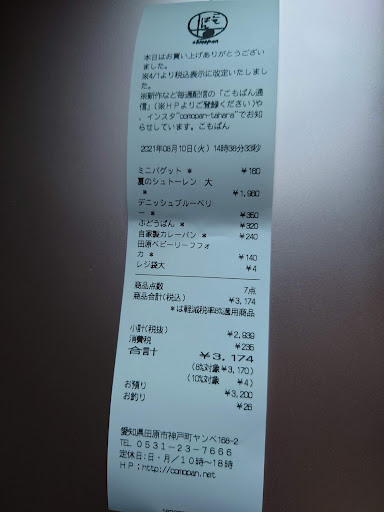 こもぱん
comopan
本日はお買い上げありがとうござい
ました。
※4/1より税込表示に改定いたしまし
た。
※新作など毎週配信の「こもぱん通
信」(※HPよりご登録ください)や
、インスタ"comopan-tahara"でお知
らせしています。こもぱん
2021年08月10日(火) 14時38分33秒
ミニバゲット * ¥160
夏のシュトーレン 大
* ¥1,980
デニッシュブルーベリ
ー * ¥350
ぶどうぱん * ¥320
自家製カレーパン * ¥240
田原ベビーリーフフォ
カ * ¥140
レジ袋大 ¥4
商品点数 7点
商品合計(税込) ¥3,174
*は軽減税率8%適用商品
小計(税抜) ¥2,939
消費税 ¥235
合計 ¥3,174
(8%対象 ¥3,170)
(10%対象 ¥4)
お預り ¥3,200
お釣り ¥26
愛知県田原市神戸町ヤンベ168-2
TEL 0531-23-7666
定休日:日・月/10時～18時
HP:http://comopan.net